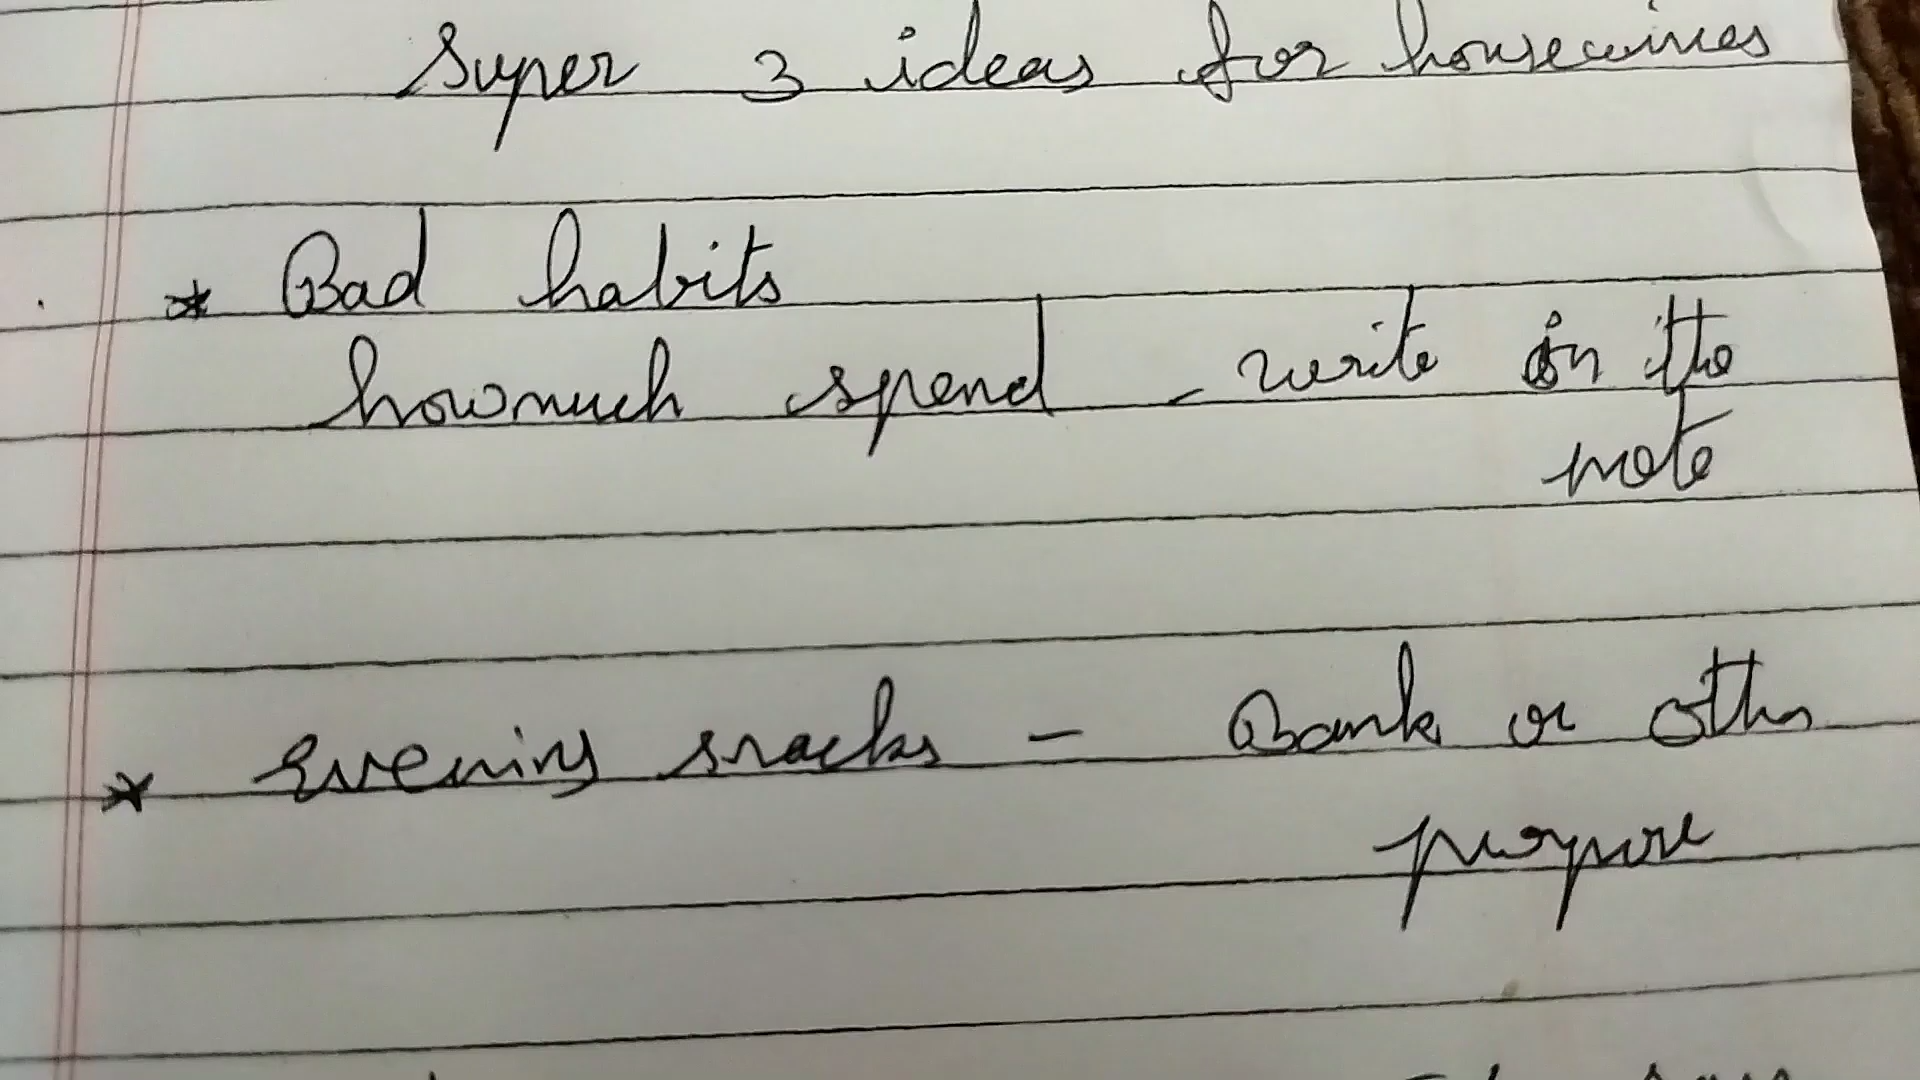 Super 3 ideas for housewives
* Bad habits
howmuch spend - write in the
note
* Evening snacks - Bank or other
purpose